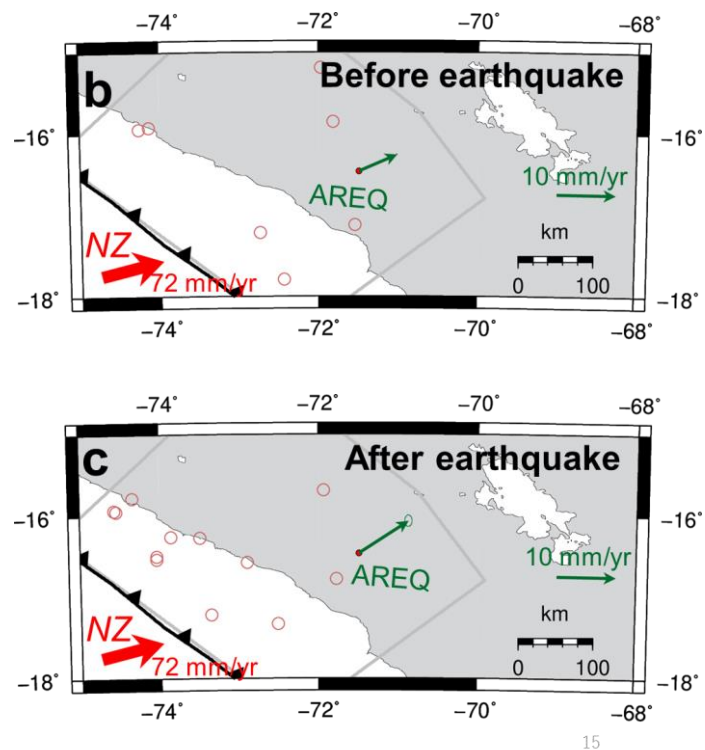 −74˚ −72˚ −70˚ −68˚
b Before earthquake
−16˚ −16˚
AREQ 10 mm/yr
km
NZ
72 mm/yr
0 100
−18˚ −18˚
−74˚ −72˚ −70˚ −68˚
−74˚ −72˚ −70˚ −68˚
c After earthquake
−16˚ −16˚
AREQ 10 mm/yr
km
NZ
72 mm/yr
0 100
−18˚ −18˚
−74˚ −72˚ −70˚ −68˚
15